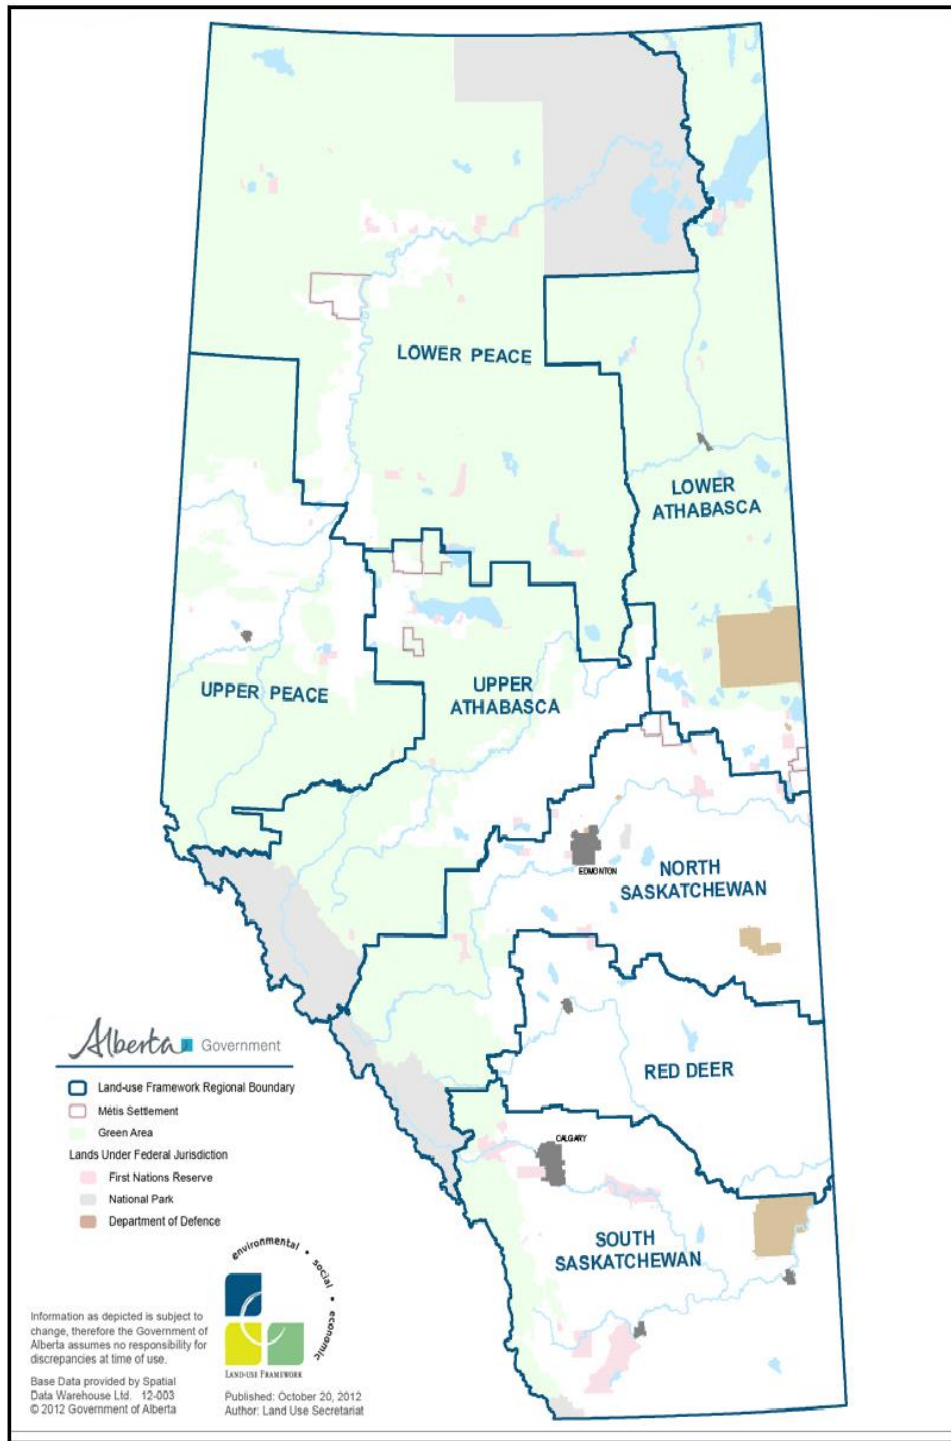 LOWER PEACE
LOWER
ATHABASCA
UPPER PEACE
UPPER
ATHABASCA
EDMONTON
NORTH
SASKATCHEWAN
RED DEER
CALGARY
SOUTH
SASKATCHEWAN
Alberta Government
Land-use Framework Regional Boundary
Métis Settlement
Green Area
Lands Under Federal Jurisdiction
First Nations Reserve
National Park
Department of Defence
environmental • social • economic
LAND-USE FRAMEWORK
Information as depicted is subject to
change, therefore the Government of
Alberta assumes no responsibility for
discrepancies at time of use.
Base Data provided by Spatial
Data Warehouse Ltd. 12-003
© 2012 Government of Alberta
Published: October 20, 2012
Author: Land Use Secretariat